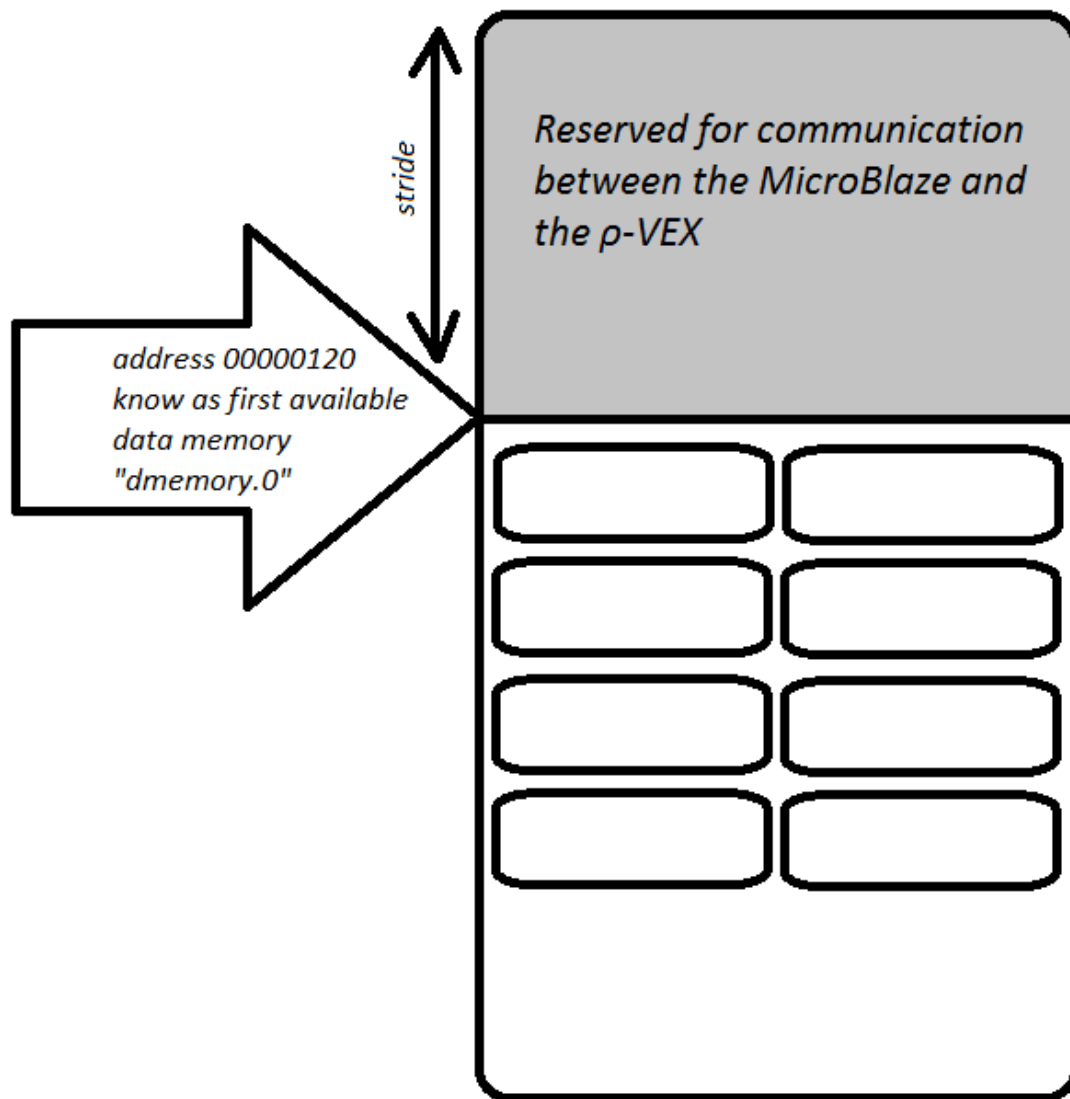 Reserved for communication
between the MicroBlaze and
the ρ-VEX
stride
address 00000120
know as first available
data memory
"dmemory.0"